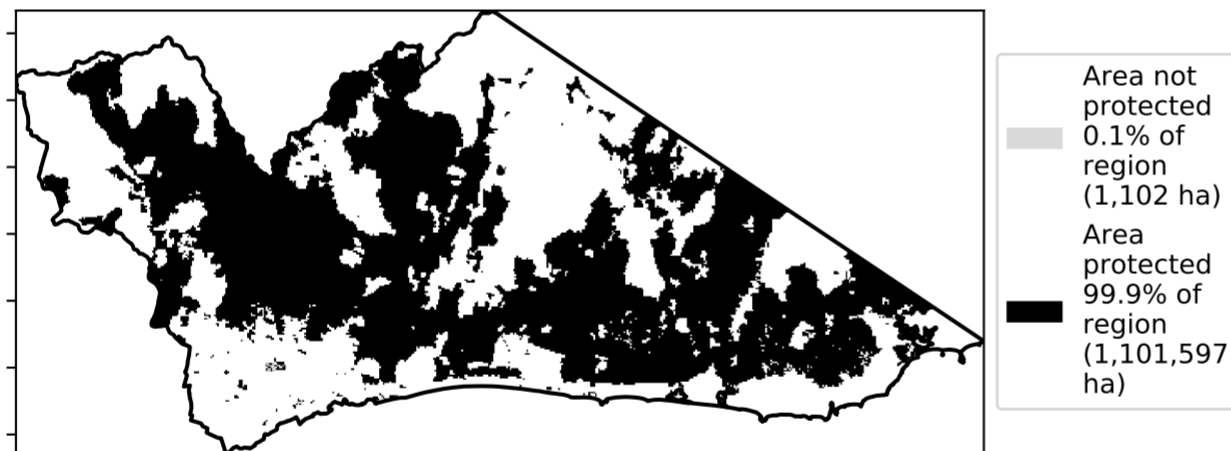 Area not
protected
0.1% of
region
(1,102 ha)
Area
protected
99.9% of
region
(1,101,597
ha)